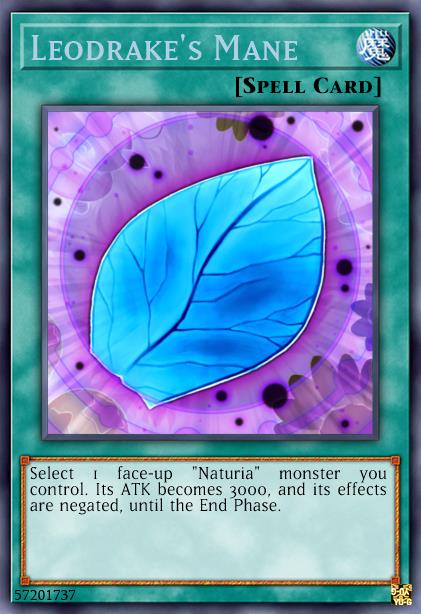 Leodrake's Mane
魔
[Spell Card]
Select 1 face-up "Naturia" monster you
control. Its ATK becomes 3000, and its effects
are negated, until the End Phase.
57201737